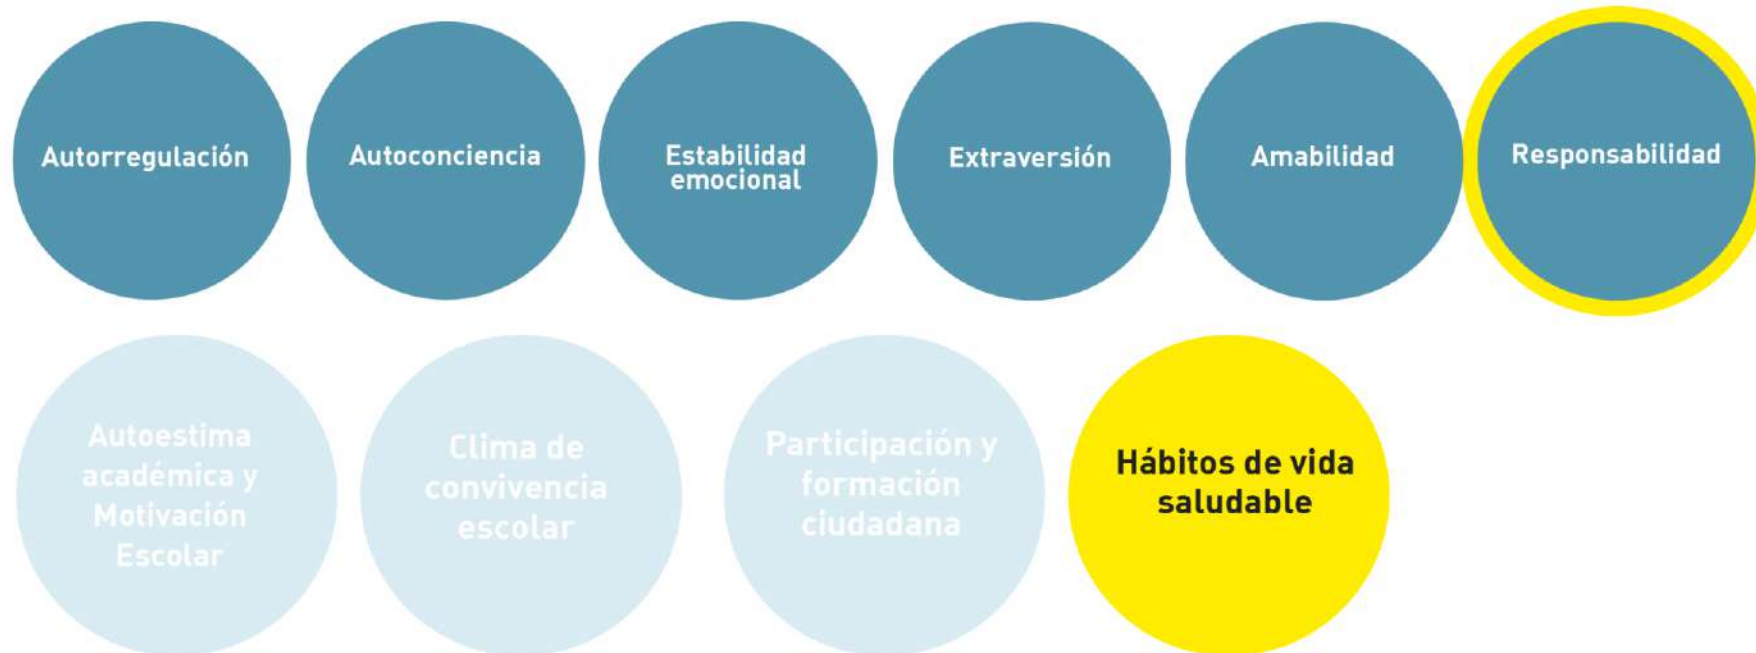 Autorregulación
Autoconciencia
Estabilidad
emocional
Extraversión
Amabilidad
Responsabilidad
Autoestima
académica y
Motivación
Escolar
Clima de
convivencia
escolar
Participación y
formación
ciudadana
Hábitos de vida
saludable